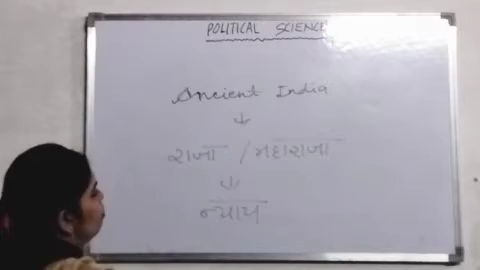 POLITICAL SCIENCE
Ancient India
↓
રાજા / મહારાજા
↓
ન્યાય